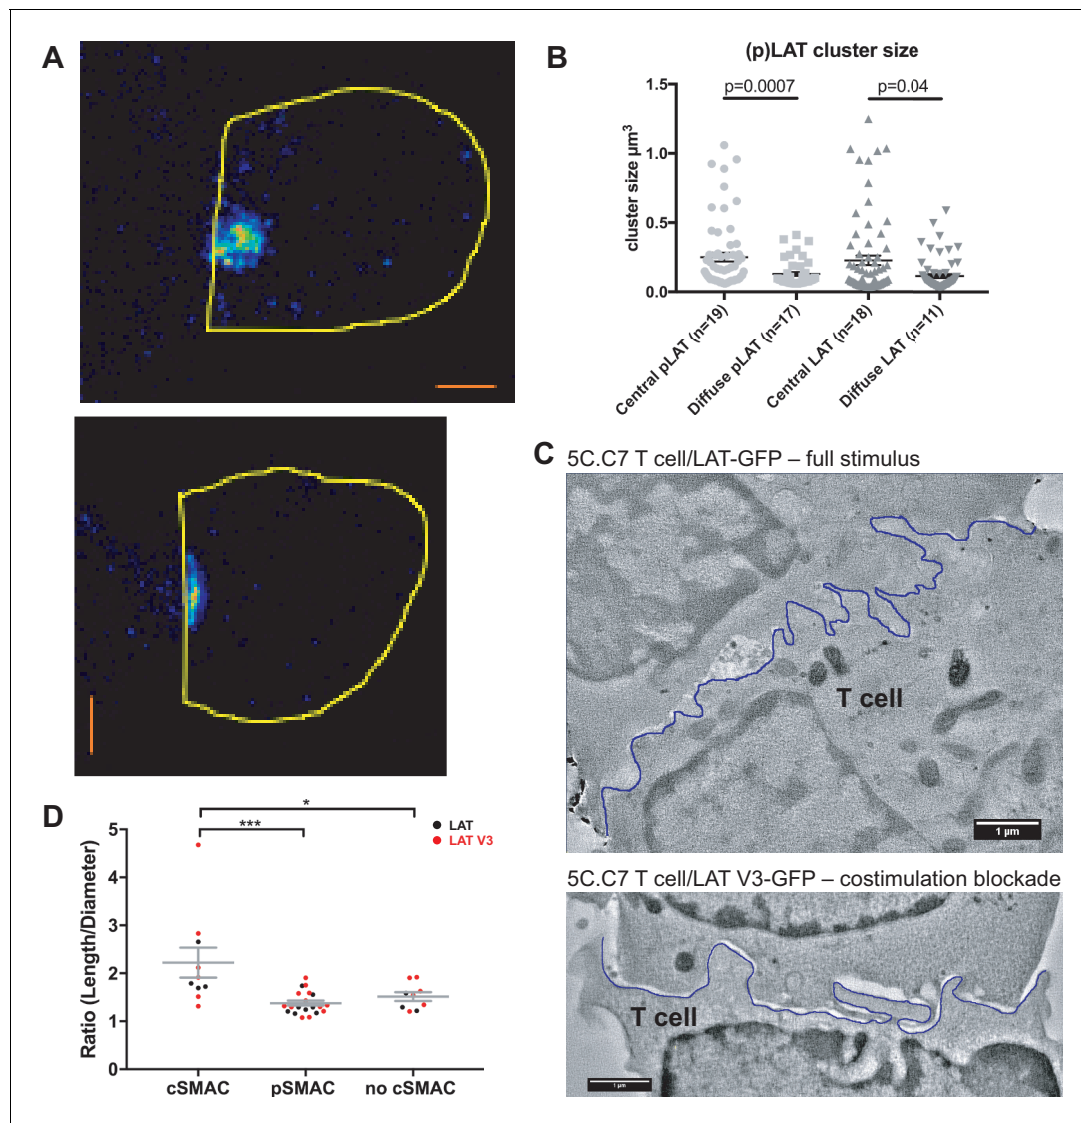 A
B
(p)LAT cluster size
1.5
1.0
0.5
0.0
cluster size µm³
p=0.0007
p=0.04
Central pLAT (n=19)
Diffuse pLAT (n=17)
Central LAT (n=18)
Diffuse LAT (n=11)
C
5C.C7 T cell/LAT-GFP – full stimulus
T cell
1 µm
5C.C7 T cell/LAT V3-GFP – costimulation blockade
T cell
1 µm
D
*
***
LAT
LAT V3
5
4
3
2
1
0
Ratio (Length/Diameter)
cSMAC
pSMAC
no cSMAC